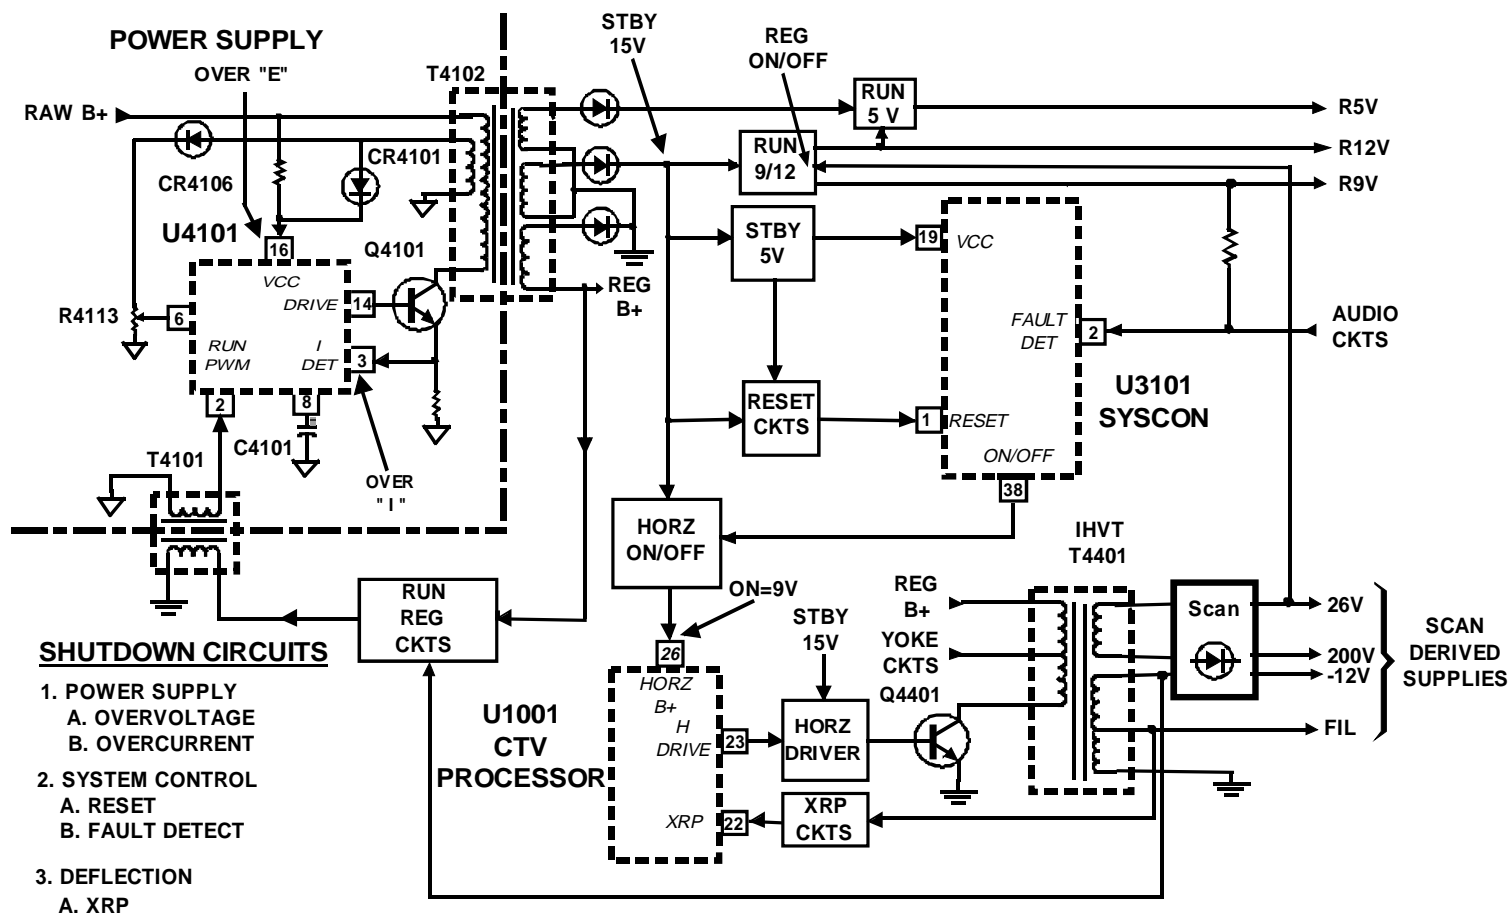 POWER SUPPLY
OVER "E"
RAW B+
CR4106
CR4101
T4102
U4101
16
Q4101
VCC
DRIVE
14
R4113
6
RUN
PWM
I
DET
3
2
8
C4101
T4101
OVER
" I "
STBY
15V
REG
ON/OFF
RUN
5 V
R5V
RUN
9/12
R12V
R9V
STBY
5V
19
VCC
REG
B+
FAULT
DET
2
AUDIO
CKTS
U3101
SYSCON
RESET
CKTS
1
RESET
ON/OFF
38
HORZ
ON/OFF
IHVT
T4401
RUN
REG
CKTS
ON=9V
STBY
15V
REG
B+
YOKE
CKTS
Q4401
Scan
26V
200V
-12V
FIL
SCAN
DERIVED
SUPPLIES
26
HORZ
B+
H
DRIVE
23
HORZ
DRIVER
U1001
CTV
PROCESSOR
XRP
22
XRP
CKTS
SHUTDOWN CIRCUITS
1. POWER SUPPLY
A. OVERVOLTAGE
B. OVERCURRENT
2. SYSTEM CONTROL
A. RESET
B. FAULT DETECT
3. DEFLECTION
A. XRP